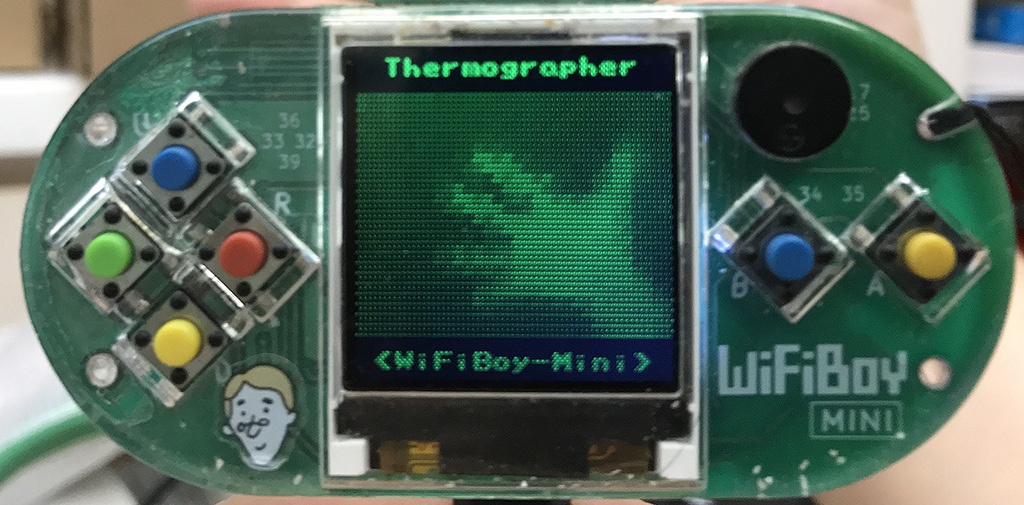 Thermographer
36
33 32
39
R
34 35
B
A
<WiFiBoy-Mini>
WiFiBoy
MINI